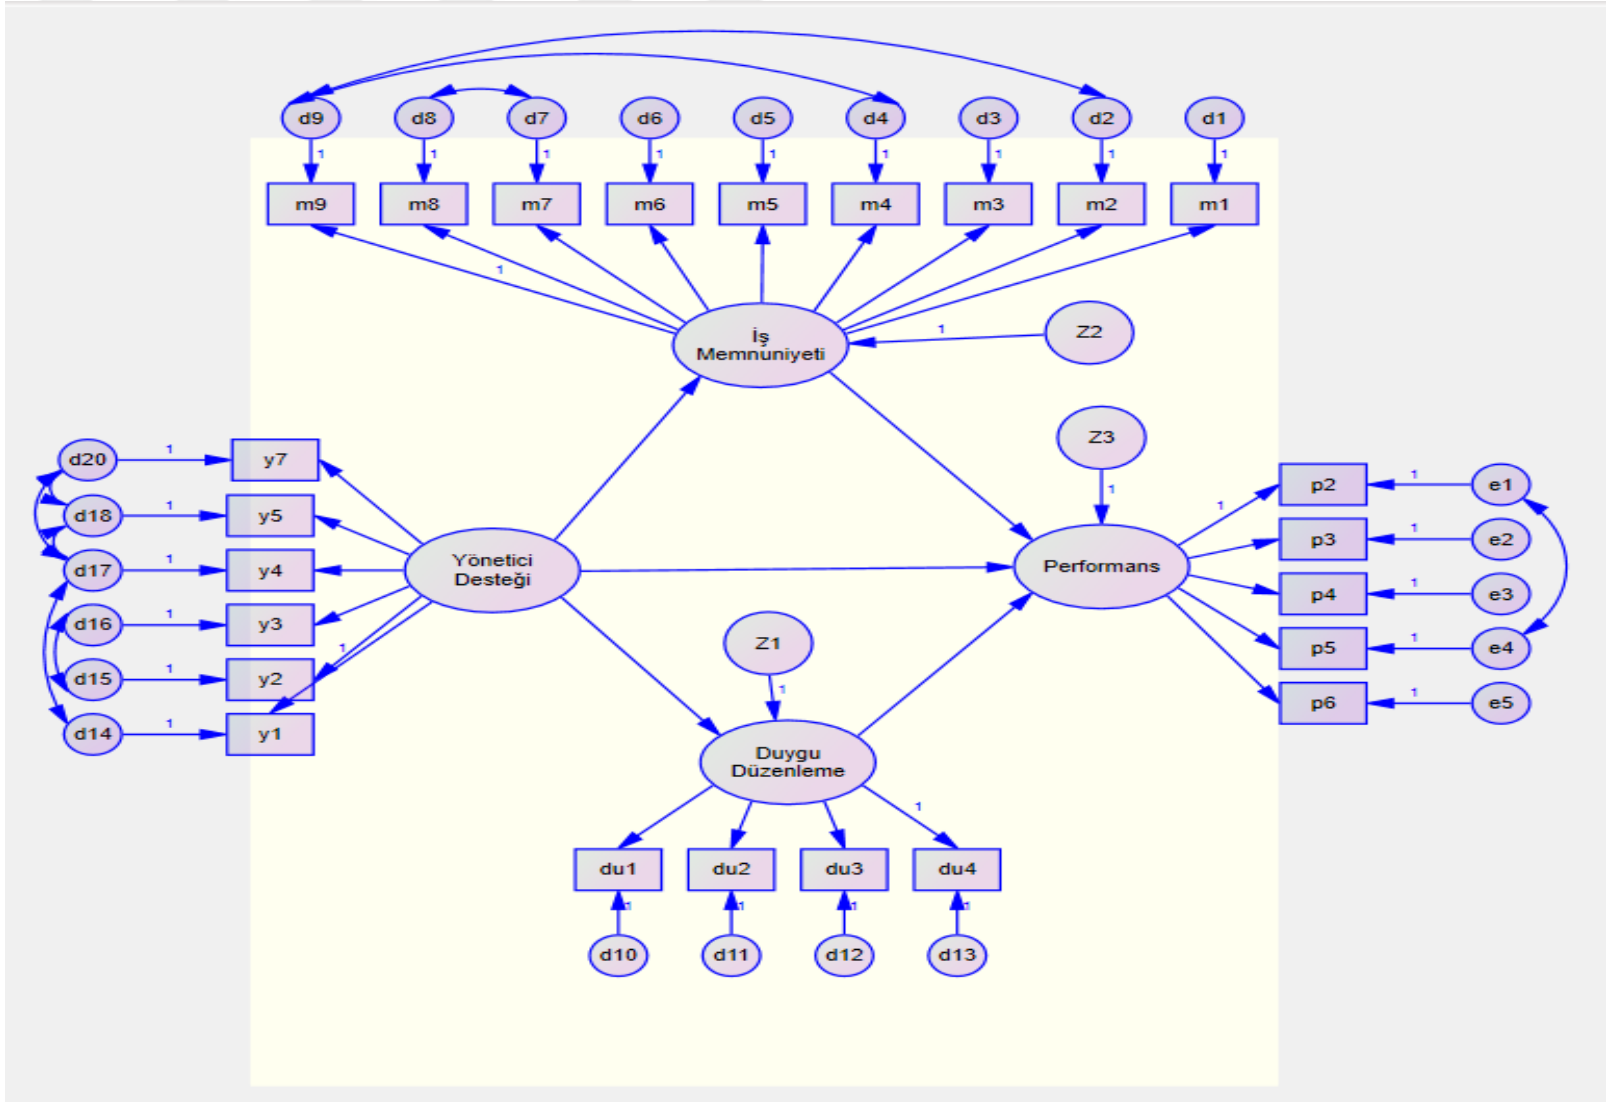 d9 d8 d7 d6 d5 d4 d3 d2 d1
1 1 1 1 1 1 1 1 1
m9 m8 m7 m6 m5 m4 m3 m2 m1
1
İş
Memnuniyeti
1
Z2
Z3
1
d20 1 y7
d18 1 y5
d17 1 y4
d16 1 y3
d15 1 y2
d14 1 y1
1
Yönetici
Desteği
Performans
1
p2 1 e1
p3 1 e2
p4 1 e3
p5 1 e4
p6 1 e5
Z1
1
Duygu
Düzenleme
1
du1 du2 du3 du4
1 1 1 1
d10 d11 d12 d13